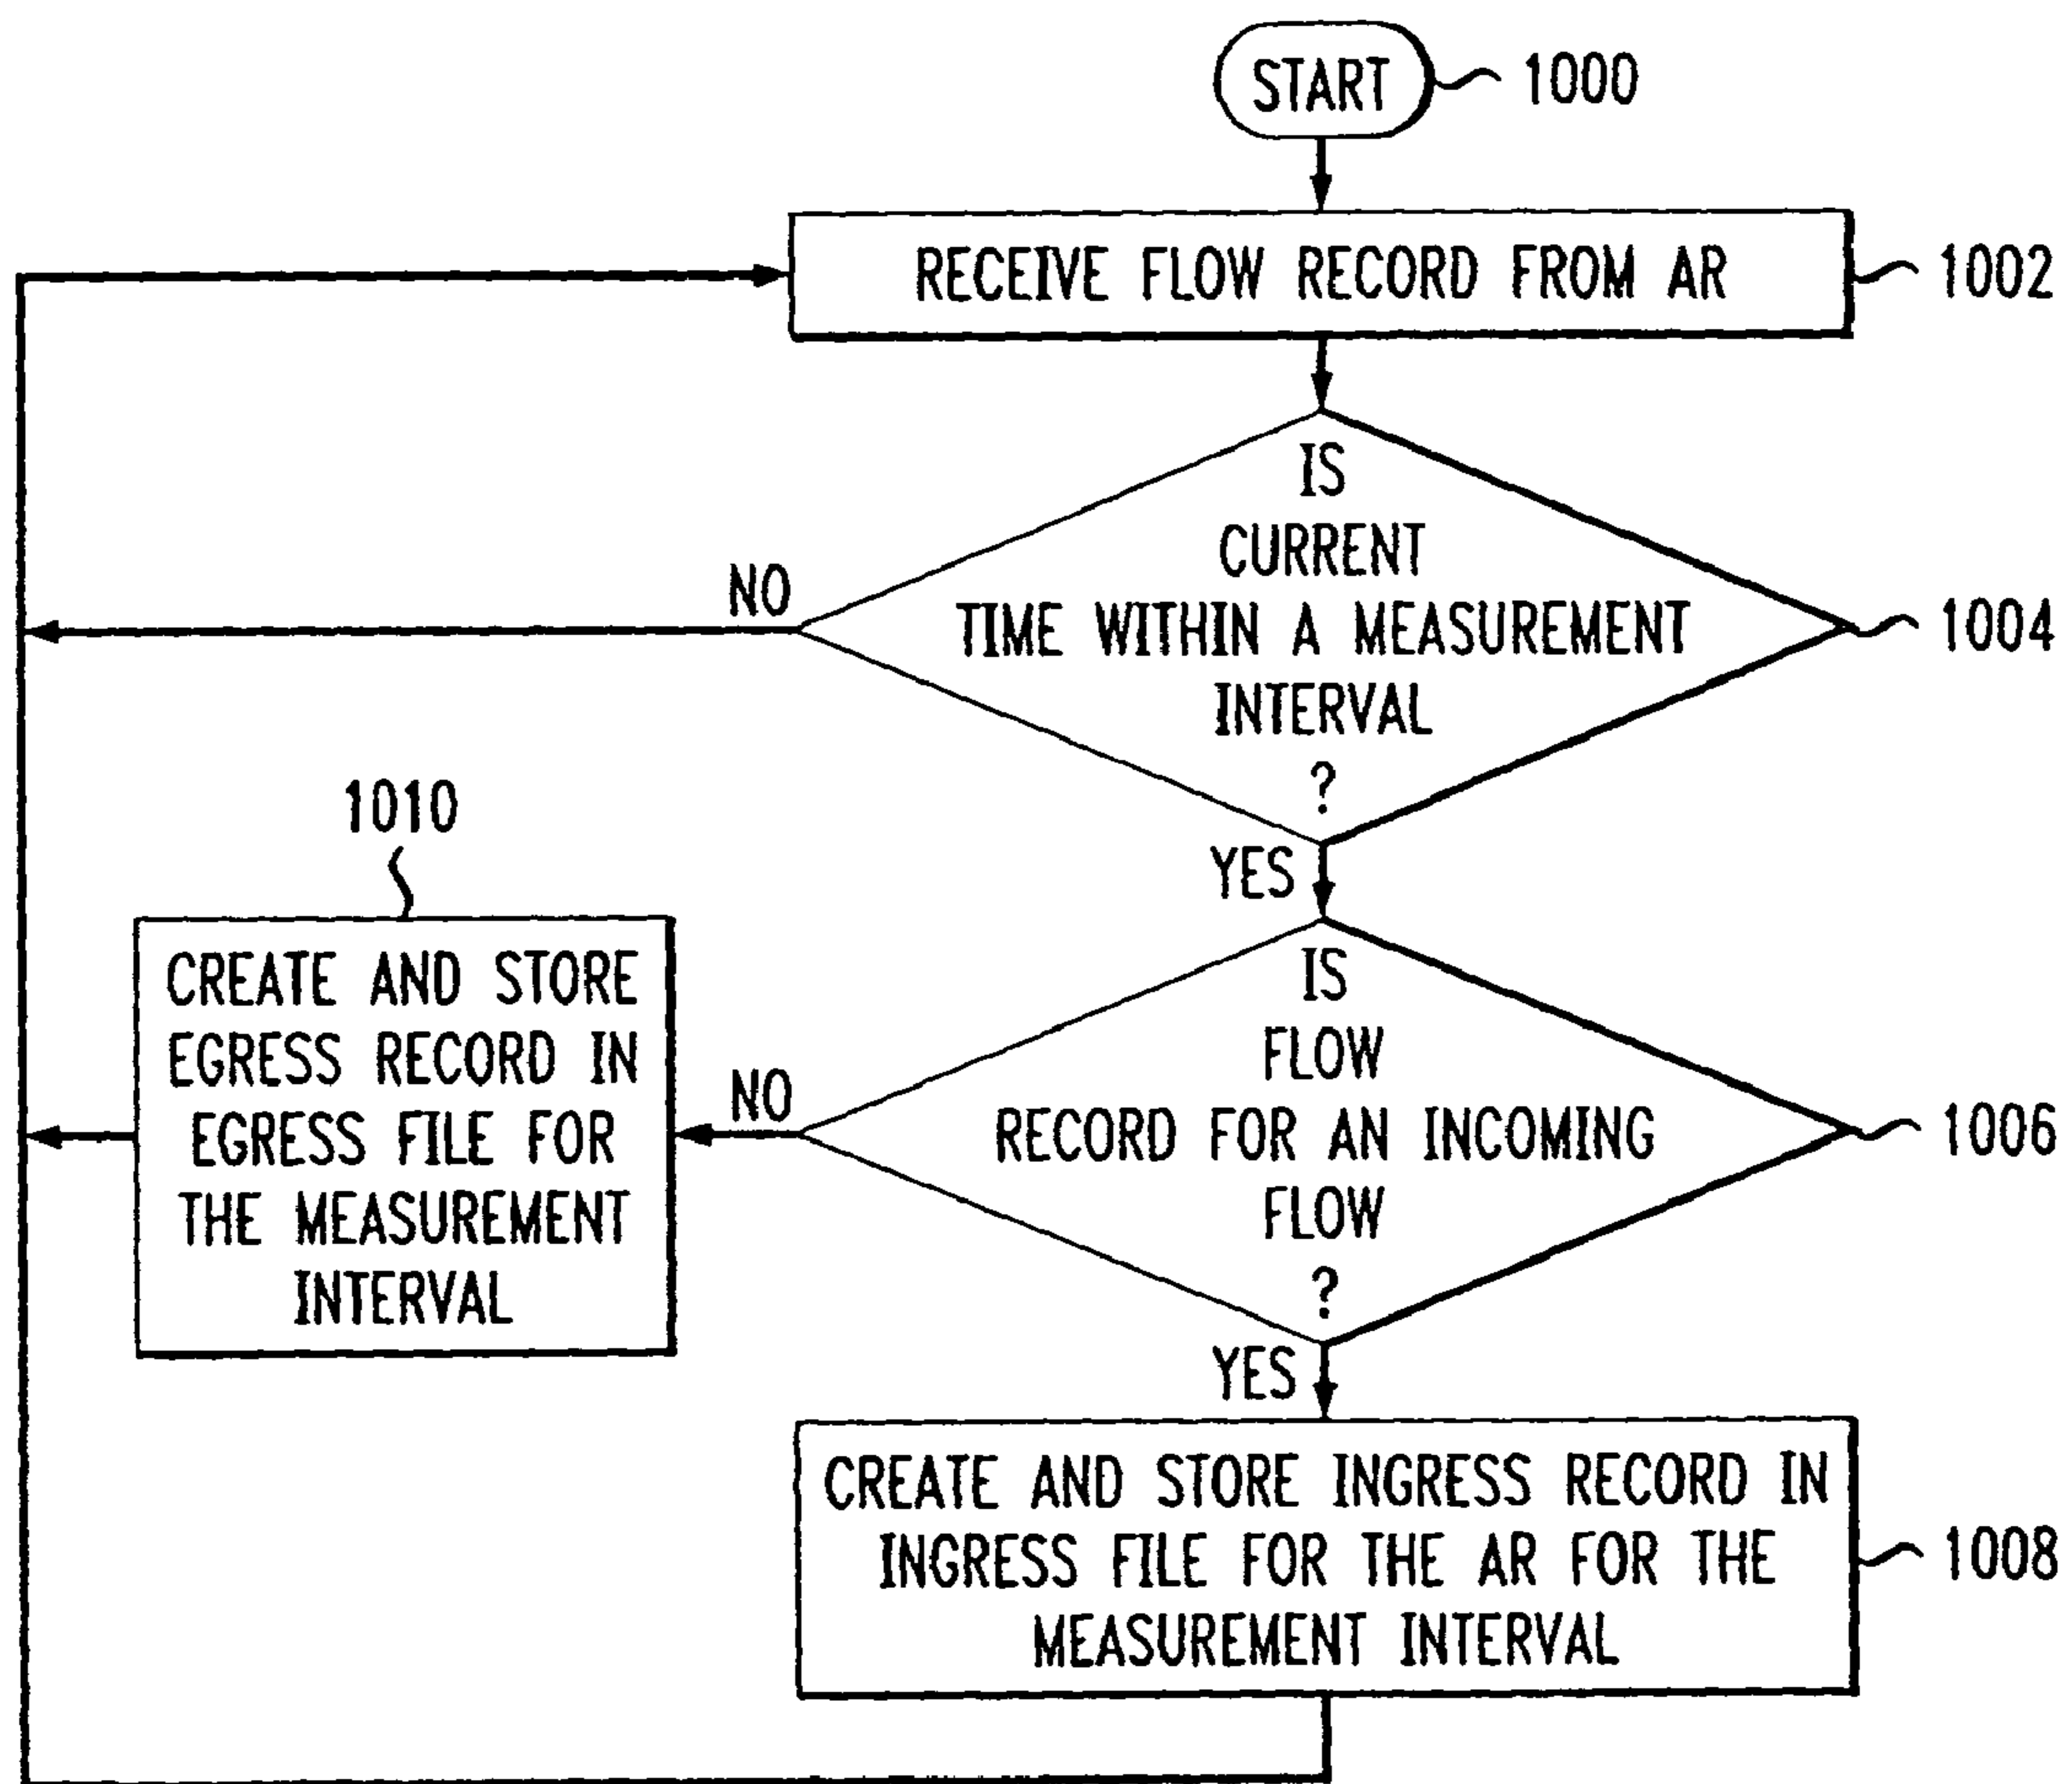 START
1000
RECEIVE FLOW RECORD FROM AR
1002
IS
CURRENT
TIME WITHIN A MEASUREMENT
INTERVAL
?
1004
NO
YES
IS
FLOW
RECORD FOR AN INCOMING
FLOW
?
1006
NO
1010
CREATE AND STORE
EGRESS RECORD IN
EGRESS FILE FOR
THE MEASUREMENT
INTERVAL
YES
CREATE AND STORE INGRESS RECORD IN
INGRESS FILE FOR THE AR FOR THE
MEASUREMENT INTERVAL
1008